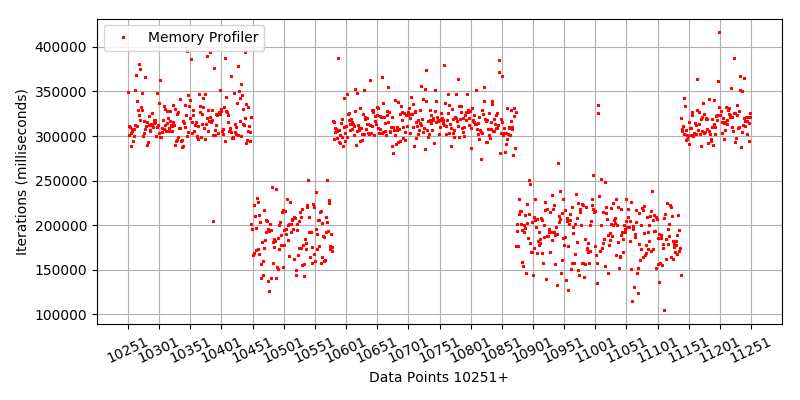 Memory Profiler
400000
350000
300000
250000
200000
150000
100000
Iterations (milliseconds)
10251 10301 10351 10401 10451 10501 10551 10601 10651 10701 10751 10801 10851 10901 10951 11001 11051 11101 11151 11201 11251
Data Points 10251+